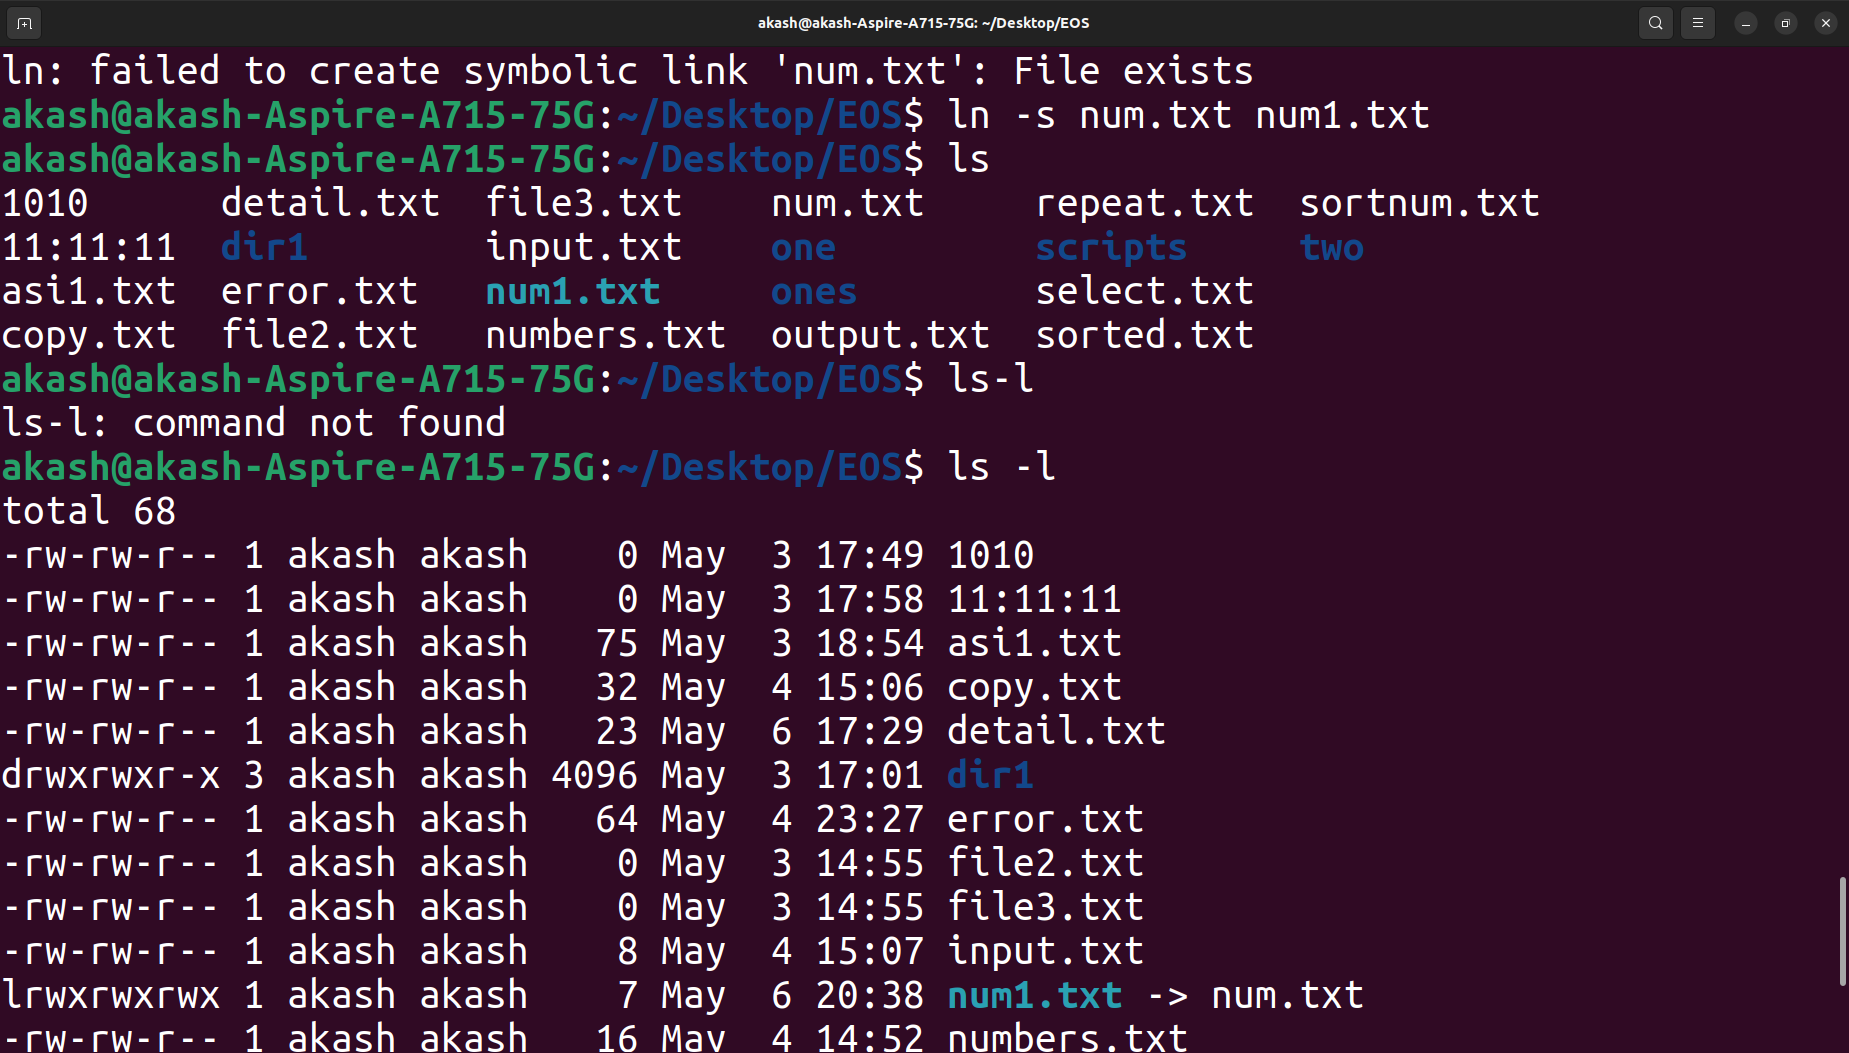 akash@akash-Aspire-A715-75G: ~/Desktop/EOS
ln: failed to create symbolic link 'num.txt': File exists
akash@akash-Aspire-A715-75G:~/Desktop/EOS$ ln -s num.txt num1.txt
akash@akash-Aspire-A715-75G:~/Desktop/EOS$ ls
1010      detail.txt  file3.txt    num.txt     repeat.txt  sortnum.txt
11:11:11  dir1        input.txt    one         scripts     two
asi1.txt  error.txt   num1.txt     ones        select.txt
copy.txt  file2.txt   numbers.txt  output.txt  sorted.txt
akash@akash-Aspire-A715-75G:~/Desktop/EOS$ ls-l
ls-l: command not found
akash@akash-Aspire-A715-75G:~/Desktop/EOS$ ls -l
total 68
-rw-rw-r-- 1 akash akash    0 May  3 17:49 1010
-rw-rw-r-- 1 akash akash    0 May  3 17:58 11:11:11
-rw-rw-r-- 1 akash akash   75 May  3 18:54 asi1.txt
-rw-rw-r-- 1 akash akash   32 May  4 15:06 copy.txt
-rw-rw-r-- 1 akash akash   23 May  6 17:29 detail.txt
drwxrwxr-x 3 akash akash 4096 May  3 17:01 dir1
-rw-rw-r-- 1 akash akash   64 May  4 23:27 error.txt
-rw-rw-r-- 1 akash akash    0 May  3 14:55 file2.txt
-rw-rw-r-- 1 akash akash    0 May  3 14:55 file3.txt
-rw-rw-r-- 1 akash akash    8 May  4 15:07 input.txt
lrwxrwxrwx 1 akash akash    7 May  6 20:38 num1.txt -> num.txt
-rw-rw-r-- 1 akash akash   16 May  4 14:52 numbers.txt